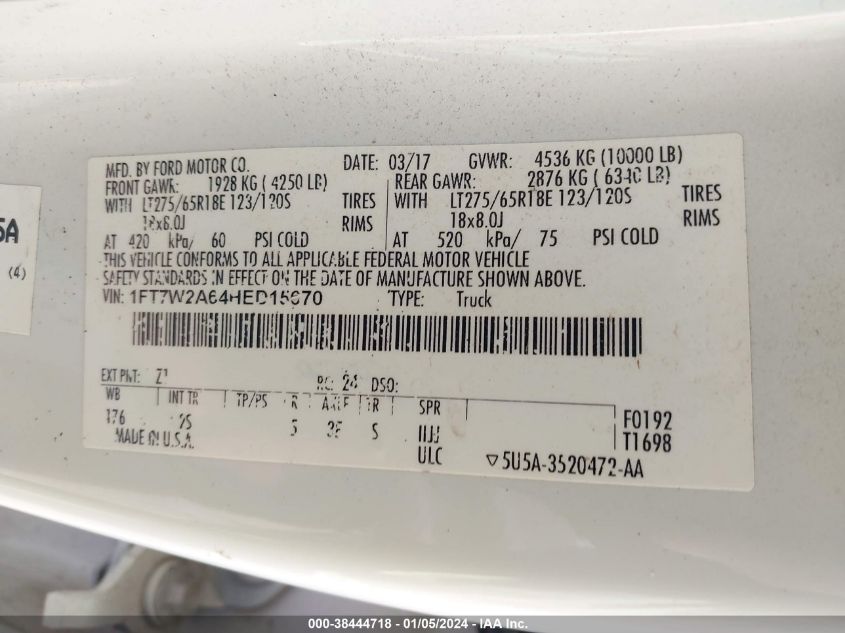 5A
(4)
MFD. BY FORD MOTOR CO. DATE: 03/17 GVWR: 4536 KG (10000 LB)
FRONT GAWR: 1928 KG ( 4250 LB) REAR GAWR: 2876 KG ( 6340 LB)
WITH LT275/65R18E 123/120S TIRES WITH LT275/65R18E 123/120S TIRES
18x8.0J RIMS 18x8.0J RIMS
AT 420 kPa/ 60 PSI COLD AT 520 kPa/ 75 PSI COLD
-THIS VEHICLE CONFORMS TO ALL APPLICABLE FEDERAL MOTOR VEHICLE
-SAFETY STANDARDS IN EFFECT ON THE DATE OF MANUFACTURE SHOWN ABOVE.
VIN: TYPE: Truck
EXT PNT: Z1 RC: 24 DSO:
WB INT TR TP/PS R AXLE TR SPR
176 5 S F0192
MADE IN U.S.A. T1698
ULC ▽5U5A-3520472-AA
000-38444718 - 01/05/2024 - IAA Inc.